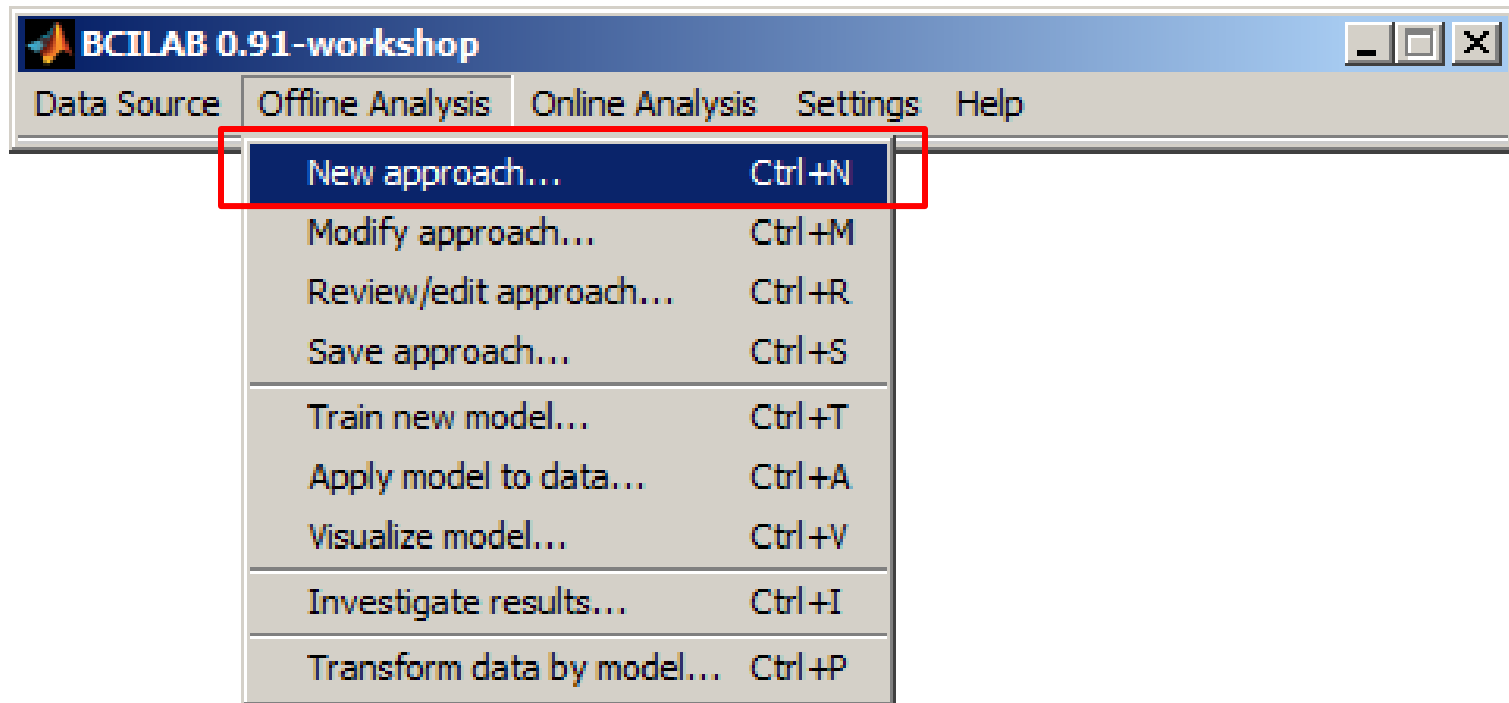 BCILAB 0.91-workshop
Data Source Offline Analysis Online Analysis Settings Help
New approach... Ctrl+N
Modify approach... Ctrl+M
Review/edit approach... Ctrl+R
Save approach... Ctrl+S
Train new model... Ctrl+T
Apply model to data... Ctrl+A
Visualize model... Ctrl+V
Investigate results... Ctrl+I
Transform data by model... Ctrl+P